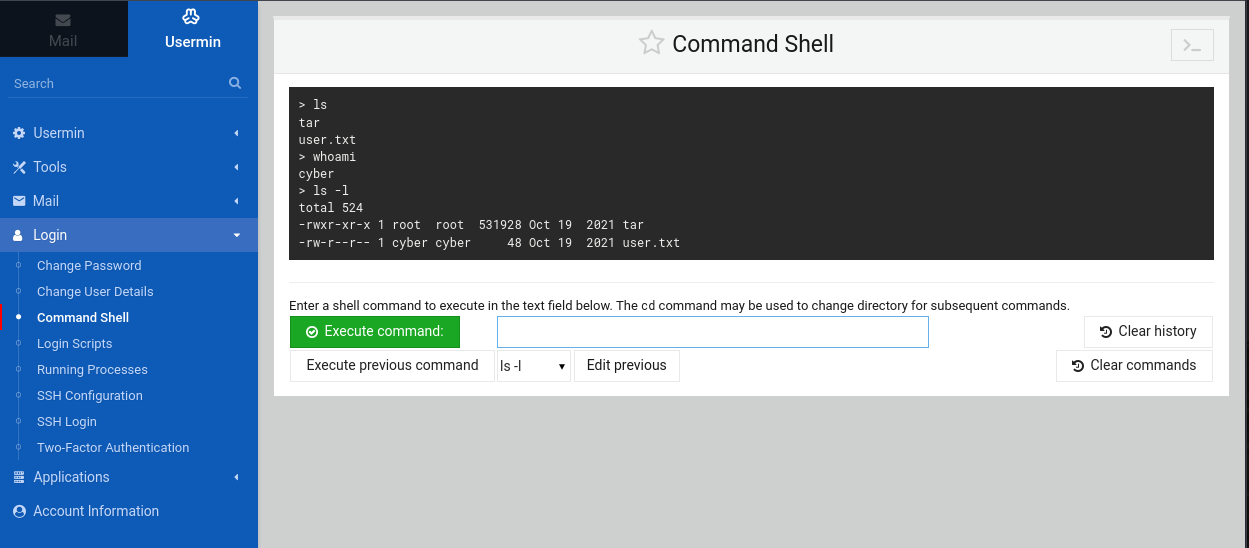 Mail
Usermin
Search
Usermin
Tools
Mail
Login
Change Password
Change User Details
Command Shell
Login Scripts
Running Processes
SSH Configuration
SSH Login
Two-Factor Authentication
Applications
Account Information
Command Shell
> ls
tar
user.txt
> whoami
cyber
> ls -l
total 524
-rwxr-xr-x 1 root  root  531928 Oct 19  2021 tar
-rw-r--r-- 1 cyber cyber     48 Oct 19  2021 user.txt
Enter a shell command to execute in the text field below. The cd command may be used to change directory for subsequent commands.
Execute command: Clear history
Execute previous command ls -l Edit previous Clear commands